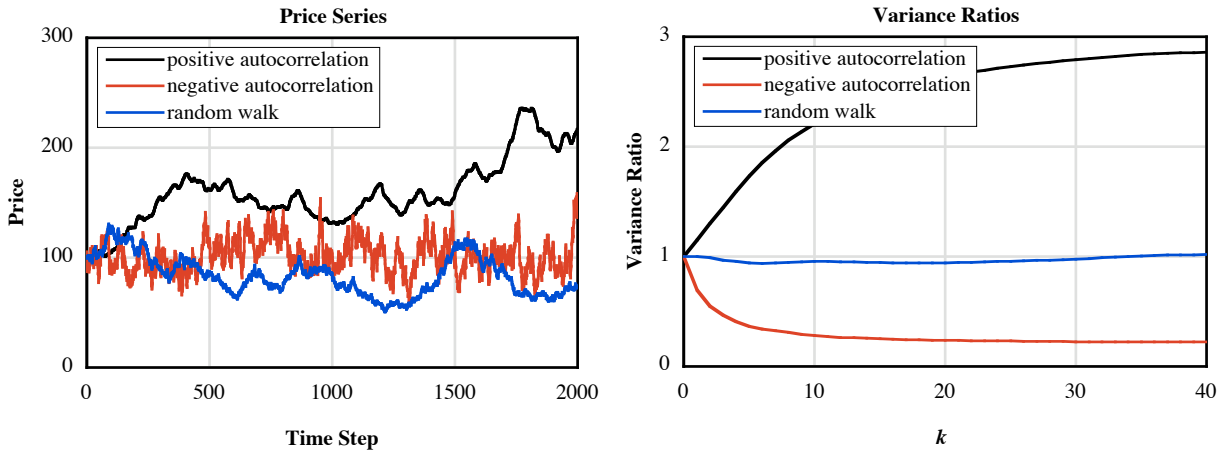 Price Series
300
200
100
0
Price
positive autocorrelation
negative autocorrelation
random walk
0 500 1000 1500 2000
Time Step
Variance Ratios
3
2
1
0
Variance Ratio
positive autocorrelation
negative autocorrelation
random walk
0 10 20 30 40
k